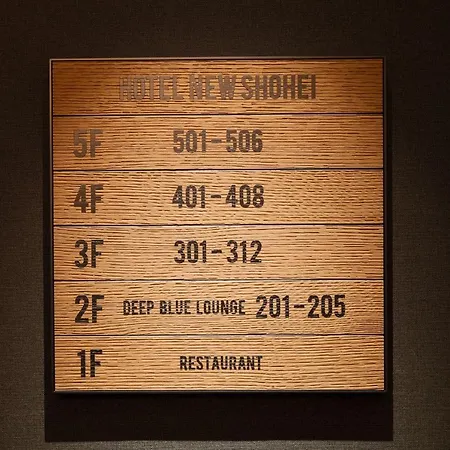 HOTEL NEW SHOHEI
5F 501-506
4F 401-408
3F 301-312
2F DEEP BLUE LOUNGE 201-205
1F RESTAURANT